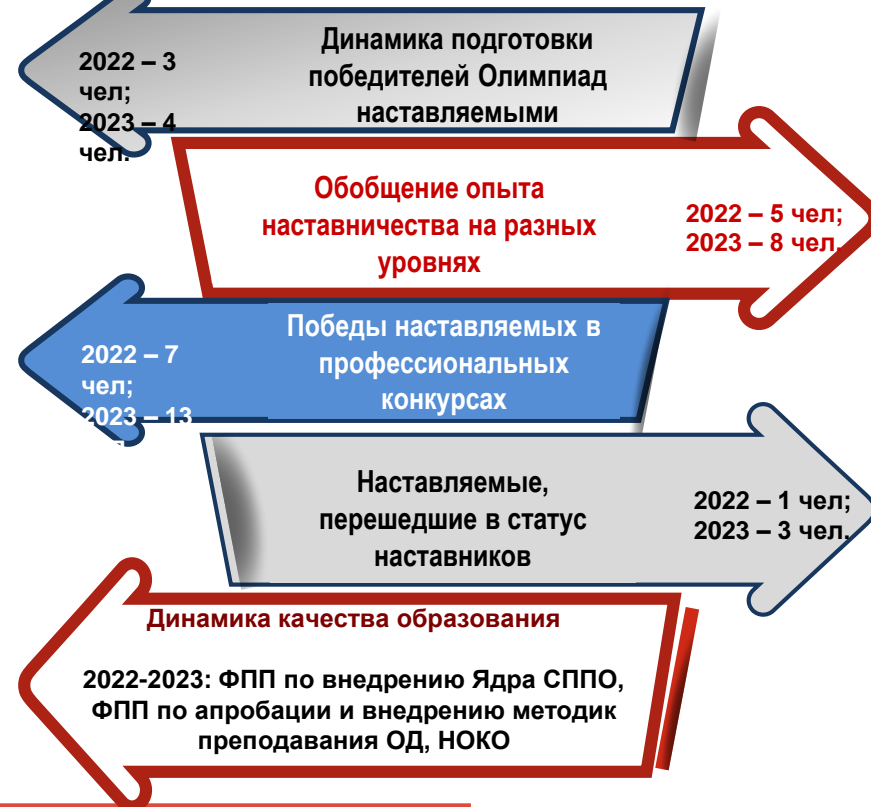 Динамика подготовки
победителей Олимпиад
наставляемыми
2022 – 3
чел;
2023 – 4
чел.
Обобщение опыта
наставничества на разных
уровнях
2022 – 5 чел;
2023 – 8 чел.
Победы наставляемых в
профессиональных
конкурсах
2022 – 7
чел;
2023 – 13
Наставляемые,
перешедшие в статус
наставников
2022 – 1 чел;
2023 – 3 чел.
Динамика качества образования
2022-2023: ФПП по внедрению Ядра СППО,
ФПП по апробации и внедрению методик
преподавания ОД, НОКО